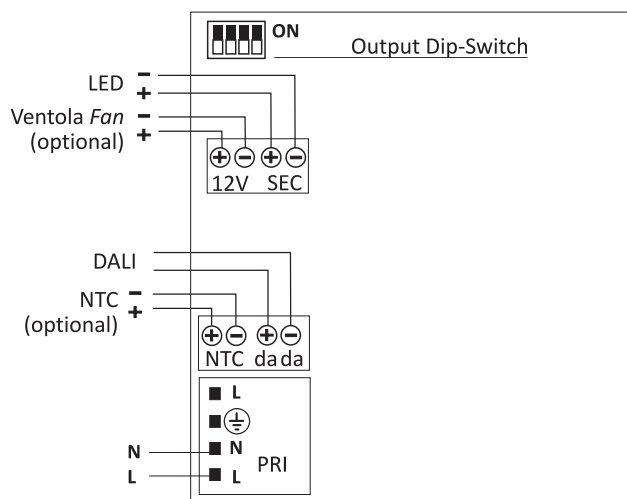 ON
Output Dip-Switch
LED − +
Ventola Fan − +
(optional)
+ − + −
12V SEC
DALI
NTC − +
(optional)
+ − + −
NTC da da
L
N N
L L
PRI